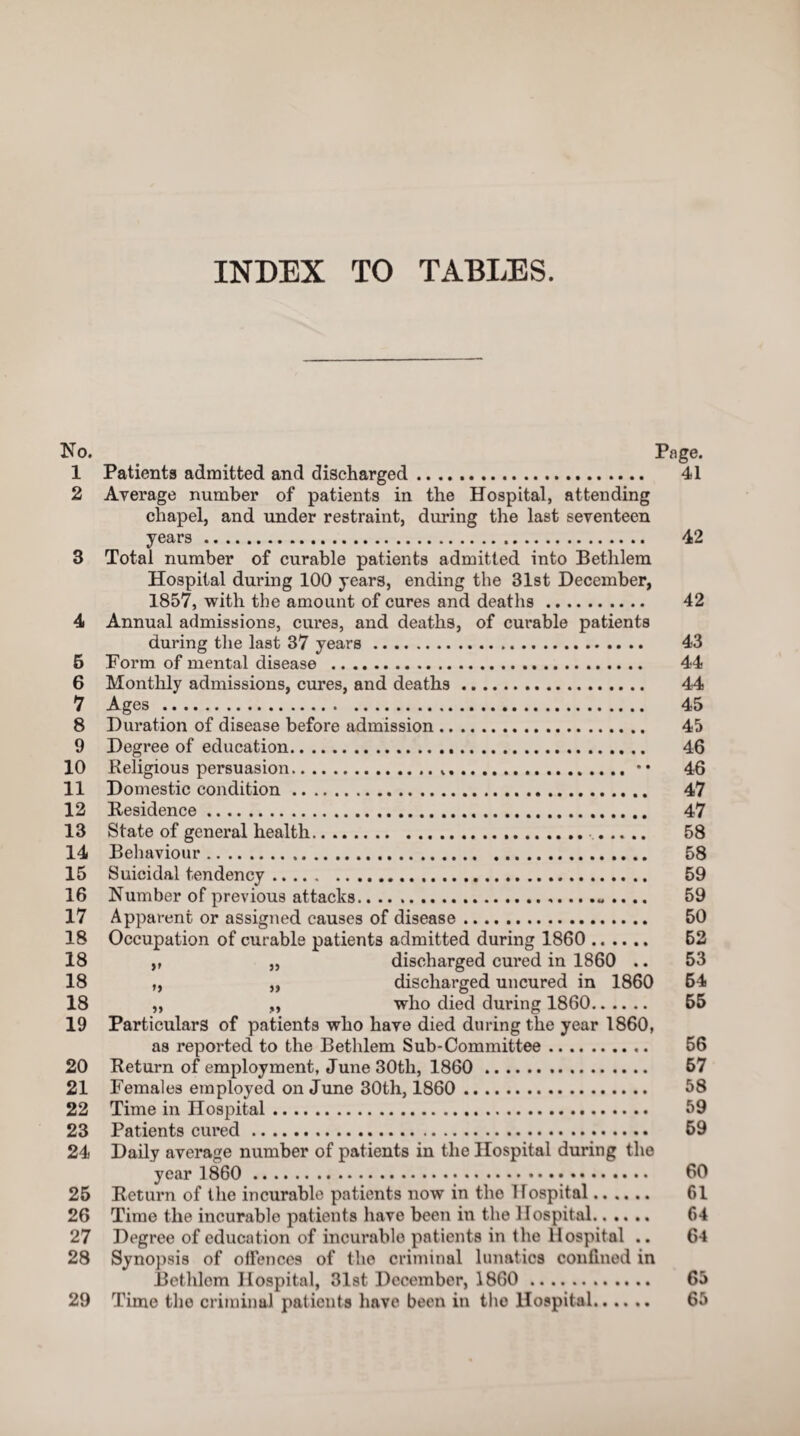 INDEX TO TABLES.
No. Page.
1 Patients admitted and discharged ........................ 41
2 Average number of patients in the Hospital, attending
chapel, and under restraint, during the last seventeen
years ............................................ 42
3 Total number of curable patients admitted into Bethlem
Hospital during 100 years, ending the 31st December,
1857, with the amount of cures and deaths .......... 42
4 Annual admissions, cures, and deaths, of curable patients
during the last 37 years ............................ 43
5 Form of mental disease ................................ 44
6 Monthly admissions, cures, and deaths .................. 44
7 Ages ................................................ 45
8 Duration of disease before admission .................... 45
9 Degree of education.................................... 46
10 Religious persuasion.................................... 46
11 Domestic condition .................................... 47
12 Residence ............................................ 47
13 State of general health.................................. 58
14 Behaviour ............................................ 58
15 Suicidal tendency ...................................... 59
16 Number of previous attacks.............................. 59
17 Apparent or assigned causes of disease .................. 50
18 Occupation of curable patients admitted during 1860 ...... 52
18 „ „ discharged cured in 1860 .. 53
18 „ „ discharged uncured in 1860 54
18 „ „ who died during 1860...... 55
19 Particulars of patients who have died during the year 1860,
as reported to the Bethlem Sub-Committee .......... 56
20 Return of employment, June 30th, 1860 ................ 57
21 Females employed on June 30th, 1860 .................. 58
22 Time in Hospital ...................................... 59
23 Patients cured ........................................ 59
24 Daily average number of patients in the Hospital during the
year 1860 ........................................ 60
25 Return of the incurable patients now in the Hospital ...... 61
26 Time the incurable patients have been in the Hospital...... 64
27 Degree of education of incurable patients in the Hospital .. 64
28 Synopsis of offences of the criminal lunatics confined in
Bethlem Hospital, 31st December, 1860 ............ 65
29 Time the criminal patients have been in the Hospital...... 65